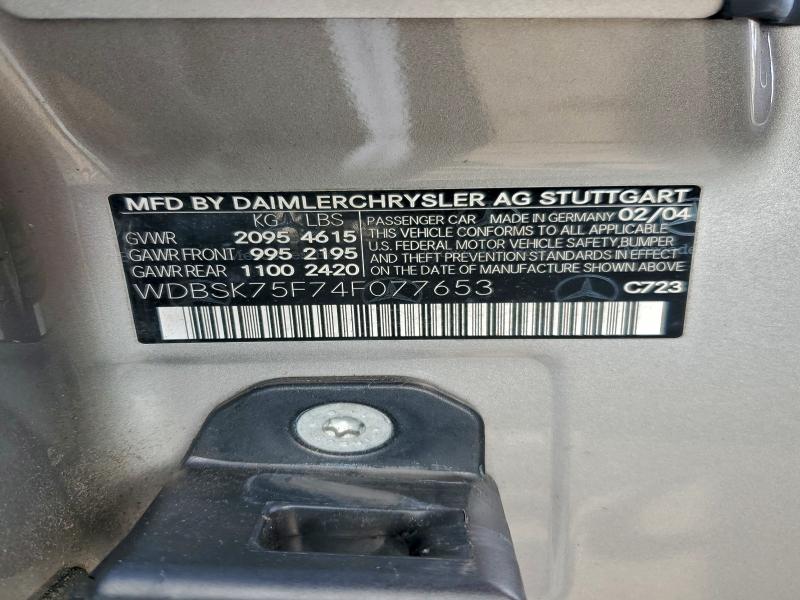 MFD BY DAIMLERCHRYSLER AG STUTTGART
KG LBS
GVWR 2095 4615
GAWR FRONT 995 2195
GAWR REAR 1100 2420
PASSENGER CAR MADE IN GERMANY 02/04
THIS VEHICLE CONFORMS TO ALL APPLICABLE
U.S. FEDERAL MOTOR VEHICLE SAFETY, BUMPER
AND THEFT PREVENTION STANDARDS IN EFFECT
ON THE DATE OF MANUFACTURE SHOWN ABOVE
WDBSK75F74F077653
C723